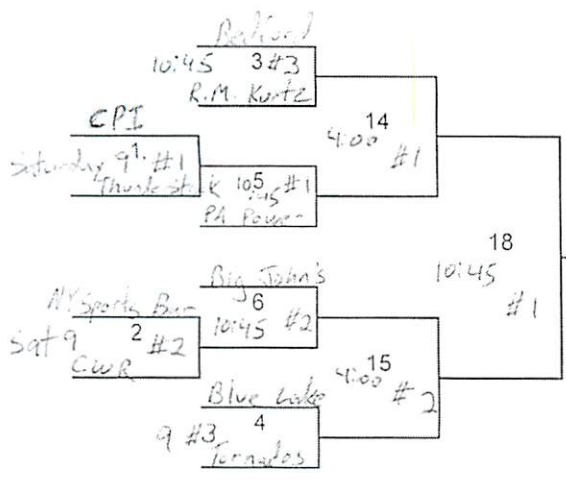 Bedford
10:45 3 #3
R.M. Kurtz
CPI
Saturday 9 1. #1
Thunderstick
10:45 5 #1
PA Power
4:00 14 #1
18
10:45 #1
Big John's
6
10:45 #2
NY Sports Bar
Sat 9 2 #2
CWR
4:00 15 #2
Blue Lake
9 #3 4
Tornados